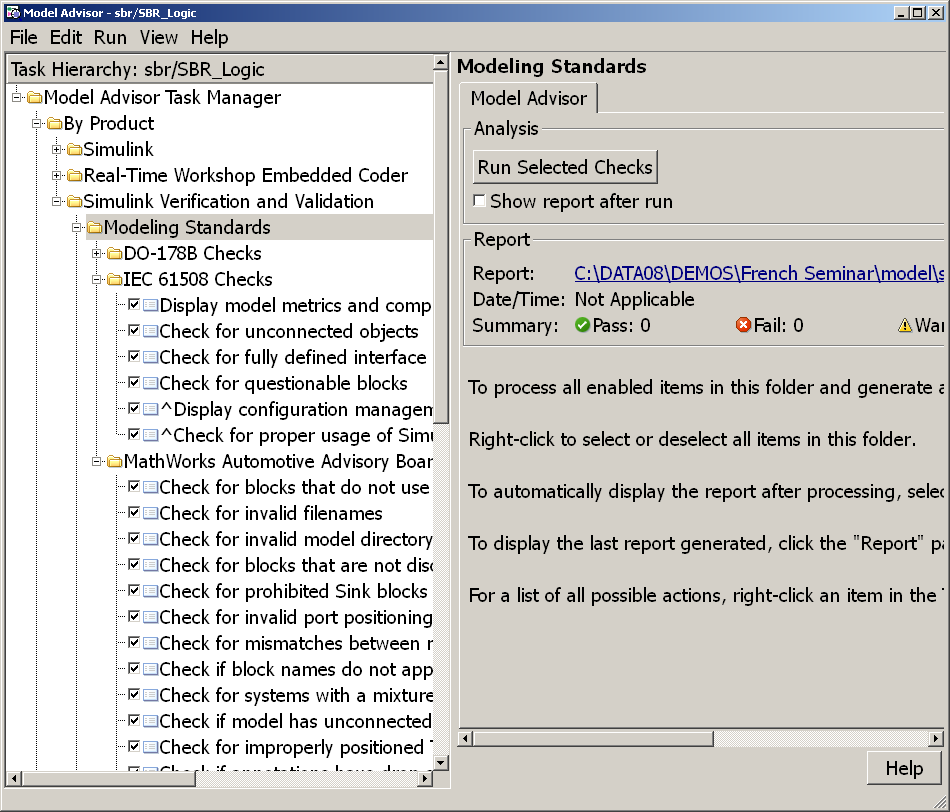 Model Advisor - sbr/SBR_Logic
File Edit Run View Help
Task Hierarchy: sbr/SBR_Logic
Model Advisor Task Manager
By Product
Simulink
Real-Time Workshop Embedded Coder
Simulink Verification and Validation
Modeling Standards
DO-178B Checks
IEC 61508 Checks
Display model metrics and comp
Check for unconnected objects
Check for fully defined interface
Check for questionable blocks
^Display configuration managem
^Check for proper usage of Simu
MathWorks Automotive Advisory Boar
Check for blocks that do not use
Check for invalid filenames
Check for invalid model directory
Check for blocks that are not disc
Check for prohibited Sink blocks
Check for invalid port positioning
Check for mismatches between
Check if block names do not app
Check for systems with a mixture
Check if model has unconnected
Check for improperly positioned
Modeling Standards
Model Advisor
Analysis
Run Selected Checks
Show report after run
Report
Report: C:\DATA08\DEMOS\French Seminar\model\s
Date/Time: Not Applicable
Summary: Pass: 0 Fail: 0 War
To process all enabled items in this folder and generate a
Right-click to select or deselect all items in this folder.
To automatically display the report after processing, selec
To display the last report generated, click the "Report" pa
For a list of all possible actions, right-click an item in the
Help